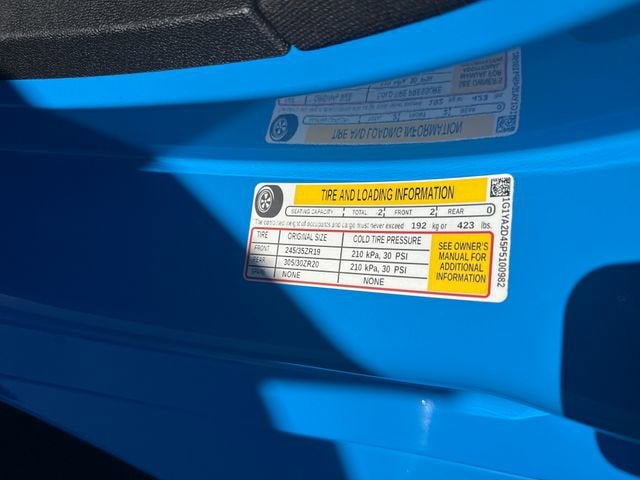 TIRE AND LOADING INFORMATION
SEATING CAPACITY TOTAL 2 FRONT 2 REAR 0
The combined weight of occupants and cargo must never exceed 192 kg or 423 lbs.
TIRE ORIGINAL SIZE COLD TIRE PRESSURE
FRONT 245/35ZR19 210 kPa, 30 PSI
REAR 305/30ZR20 210 kPa, 30 PSI
SPARE NONE NONE
SEE OWNER'S
MANUAL FOR
ADDITIONAL
INFORMATION
1G1YA2D45P5100982